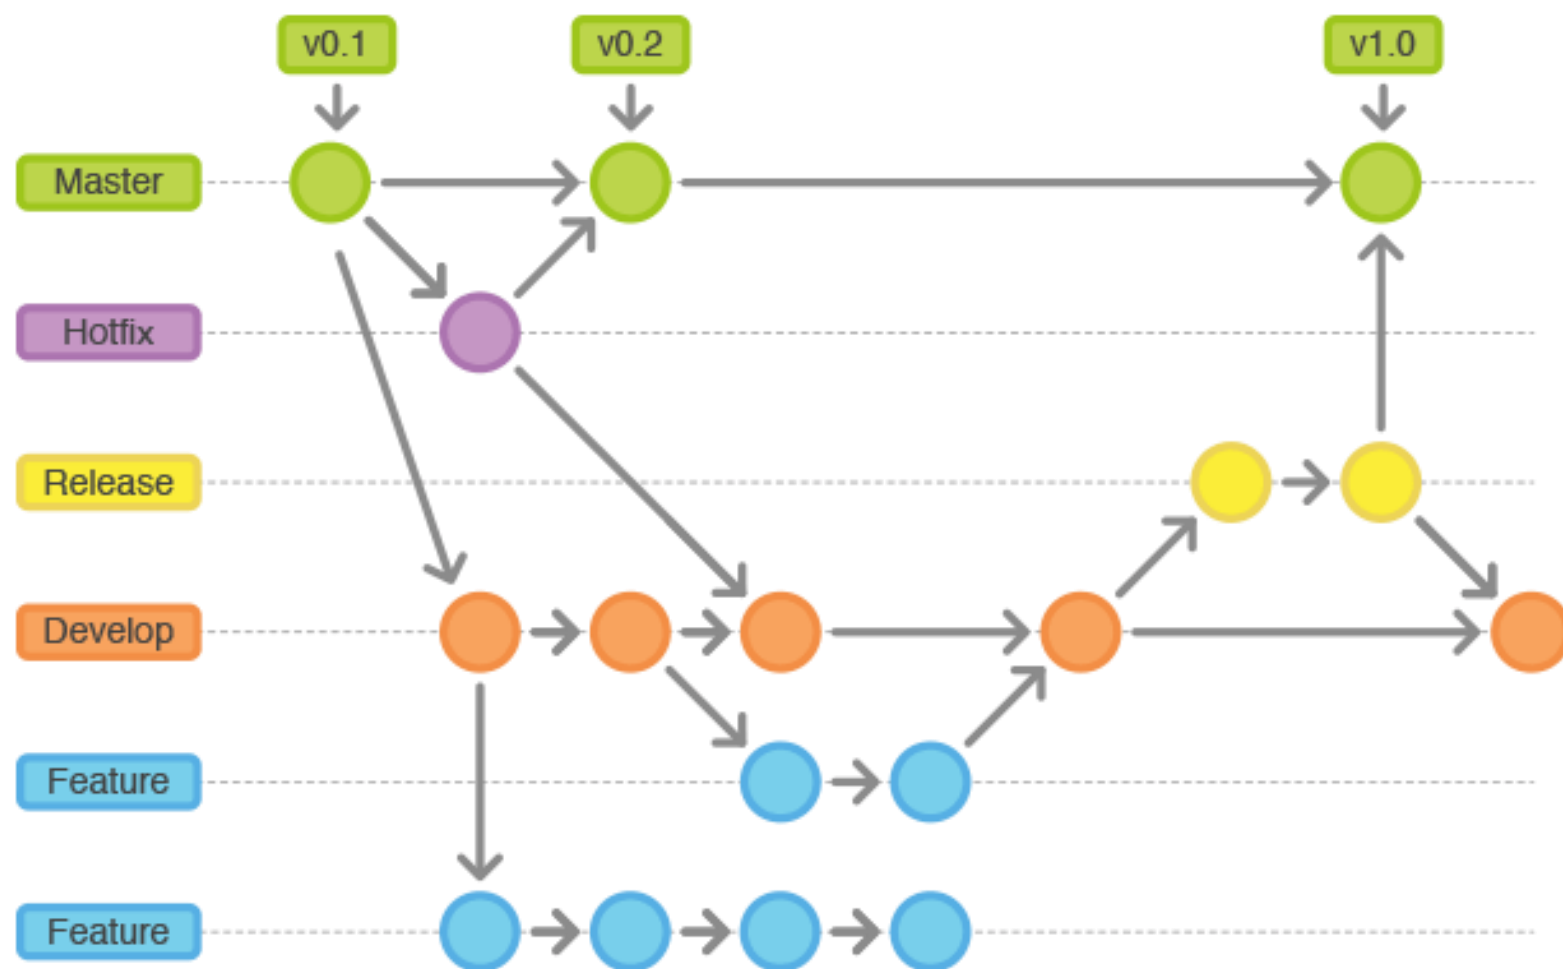 v0.1
v0.2
v1.0
Master
Hotfix
Release
Develop
Feature
Feature